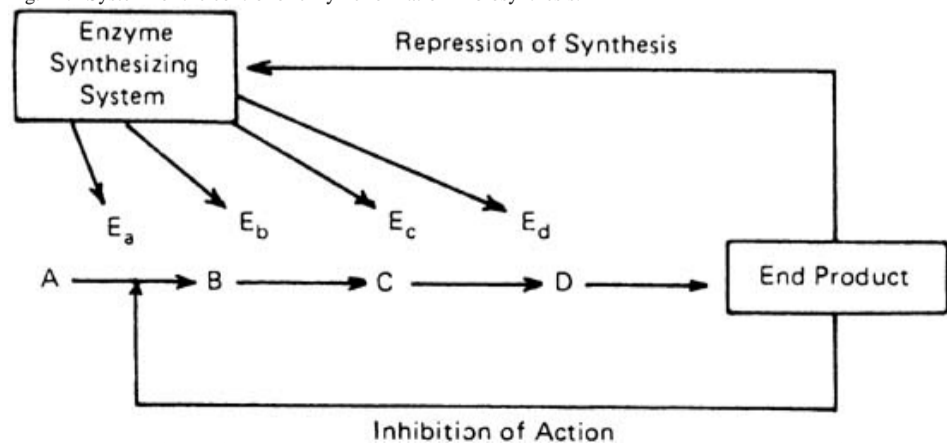 Enzyme
Synthesizing
System
Repression of Synthesis
Ea
Eb
Ec
Ed
A
B
C
D
End Product
Inhibition of Action